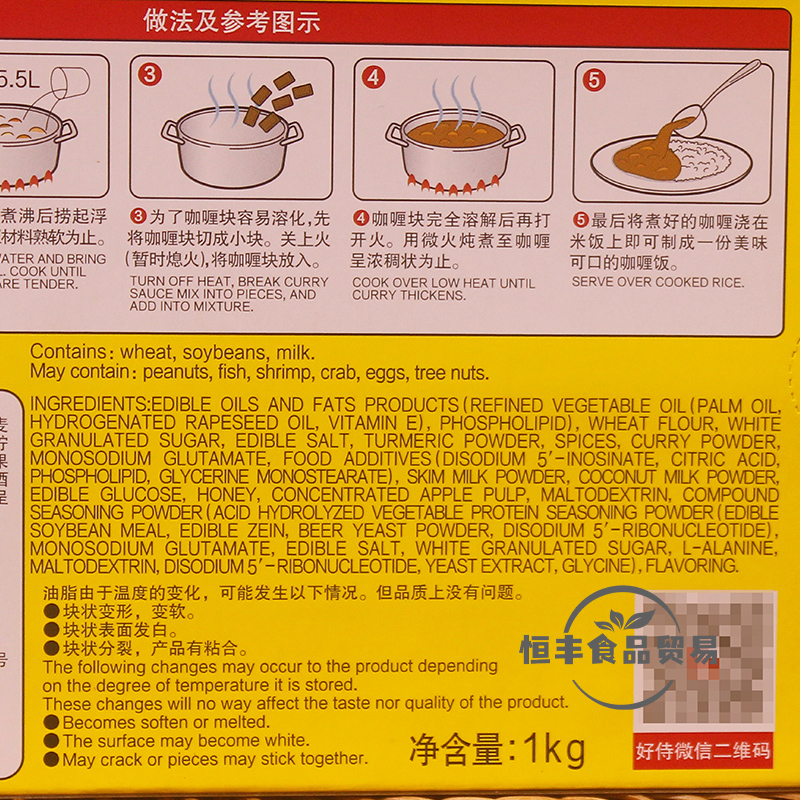 做法及参考图示
5.5L
3
4
5
煮沸后捞起浮
材料熟软为止。
WATER AND BRING
L. COOK UNTIL
ARE TENDER.
3 为了咖喱块容易溶化,先
将咖喱块切成小块。关上火
(暂时熄火),将咖喱块放入。
TURN OFF HEAT, BREAK CURRY
SAUCE MIX INTO PIECES, AND
ADD INTO MIXTURE.
4 咖喱块完全溶解后再打
开火。用微火炖煮至咖喱
呈浓稠状为止。
COOK OVER LOW HEAT UNTIL
CURRY THICKENS.
5 最后将煮好的咖喱浇在
米饭上即可制成一份美味
可口的咖喱饭。
SERVE OVER COOKED RICE.
Contains: wheat, soybeans, milk.
May contain: peanuts, fish, shrimp, crab, eggs, tree nuts.
INGREDIENTS:EDIBLE OILS AND FATS PRODUCTS(REFINED VEGETABLE OIL(PALM OIL,
HYDROGENATED RAPESEED OIL, VITAMIN E), PHOSPHOLIPID), WHEAT FLOUR, WHITE
GRANULATED SUGAR, EDIBLE SALT, TURMERIC POWDER, SPICES, CURRY POWDER,
MONOSODIUM GLUTAMATE, FOOD ADDITIVES(DISODIUM 5'-INOSINATE, CITRIC ACID,
PHOSPHOLIPID, GLYCERINE MONOSTEARATE), SKIM MILK POWDER, COCONUT MILK POWDER,
EDIBLE GLUCOSE, HONEY, CONCENTRATED APPLE PULP, MALTODEXTRIN, COMPOUND
SEASONING POWDER(ACID HYDROLYZED VEGETABLE PROTEIN SEASONING POWDER(EDIBLE
SOYBEAN MEAL, EDIBLE ZEIN, BEER YEAST POWDER, DISODIUM 5'-RIBONUCLEOTIDE),
MONOSODIUM GLUTAMATE, EDIBLE SALT, WHITE GRANULATED SUGAR, L-ALANINE,
MALTODEXTRIN, DISODIUM 5'-RIBONUCLEOTIDE, YEAST EXTRACT, GLYCINE), FLAVORING.
油脂由于温度的变化，可能发生以下情况。但品质上没有问题。
●块状变形，变软。
●块状表面发白。
●块状分裂，产品有粘合。
The following changes may occur to the product depending
on the degree of temperature it is stored.
These changes will no way affect the taste nor quality of the product.
●Becomes soften or melted.
●The surface may become white.
●May crack or pieces may stick together.
净含量:1kg
恒丰食品贸易
好侍微信二维码
麦
柠
果
酒
呈
号